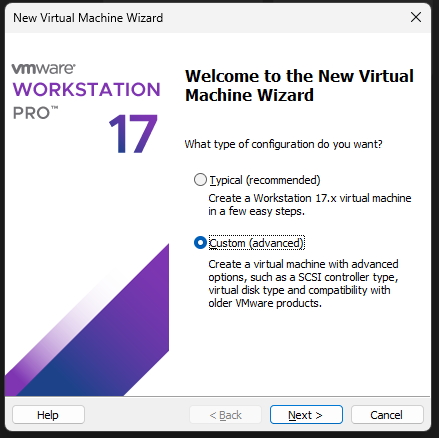 New Virtual Machine Wizard
vmware®
WORKSTATION
PRO™
17
Welcome to the New Virtual
Machine Wizard
What type of configuration do you want?
Typical (recommended)
Create a Workstation 17.x virtual machine
in a few easy steps.
Custom (advanced)
Create a virtual machine with advanced
options, such as a SCSI controller type,
virtual disk type and compatibility with
older VMware products.
Help
< Back
Next >
Cancel